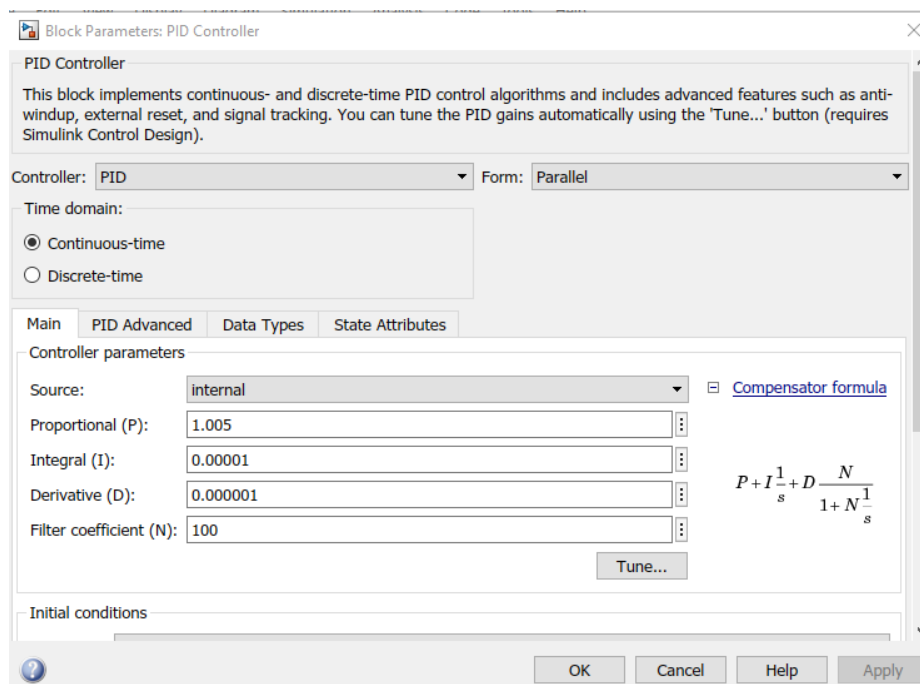 Block Parameters: PID Controller
PID Controller
This block implements continuous- and discrete-time PID control algorithms and includes advanced features such as anti-
windup, external reset, and signal tracking. You can tune the PID gains automatically using the 'Tune...' button (requires
Simulink Control Design).
Controller: PID Form: Parallel
Time domain:
Continuous-time
Discrete-time
Main PID Advanced Data Types State Attributes
Controller parameters
Source: internal Compensator formula
Proportional (P): 1.005
Integral (I): 0.00001
Derivative (D): 0.000001
P+I 1/s +D N/(1+N 1/s)
Filter coefficient (N): 100
Tune...
Initial conditions
OK Cancel Help Apply